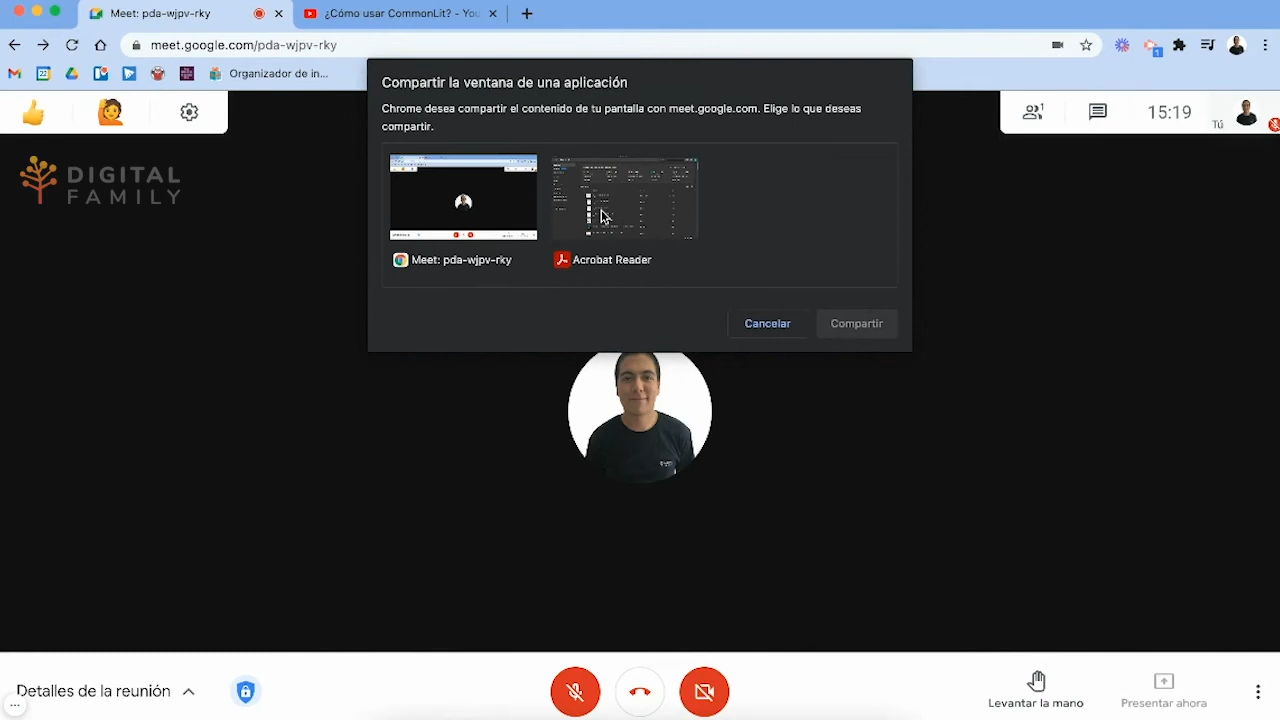 Meet: pda-wjpv-rky
¿Cómo usar CommonLit? - You
meet.google.com/pda-wjpv-rky
Organizador de in...
Compartir la ventana de una aplicación
Chrome desea compartir el contenido de tu pantalla con meet.google.com. Elige lo que deseas
compartir.
15:19
Tú
DIGITAL
FAMILY
Meet: pda-wjpv-rky
Acrobat Reader
Cancelar
Compartir
Detalles de la reunión
Levantar la mano
Presentar ahora